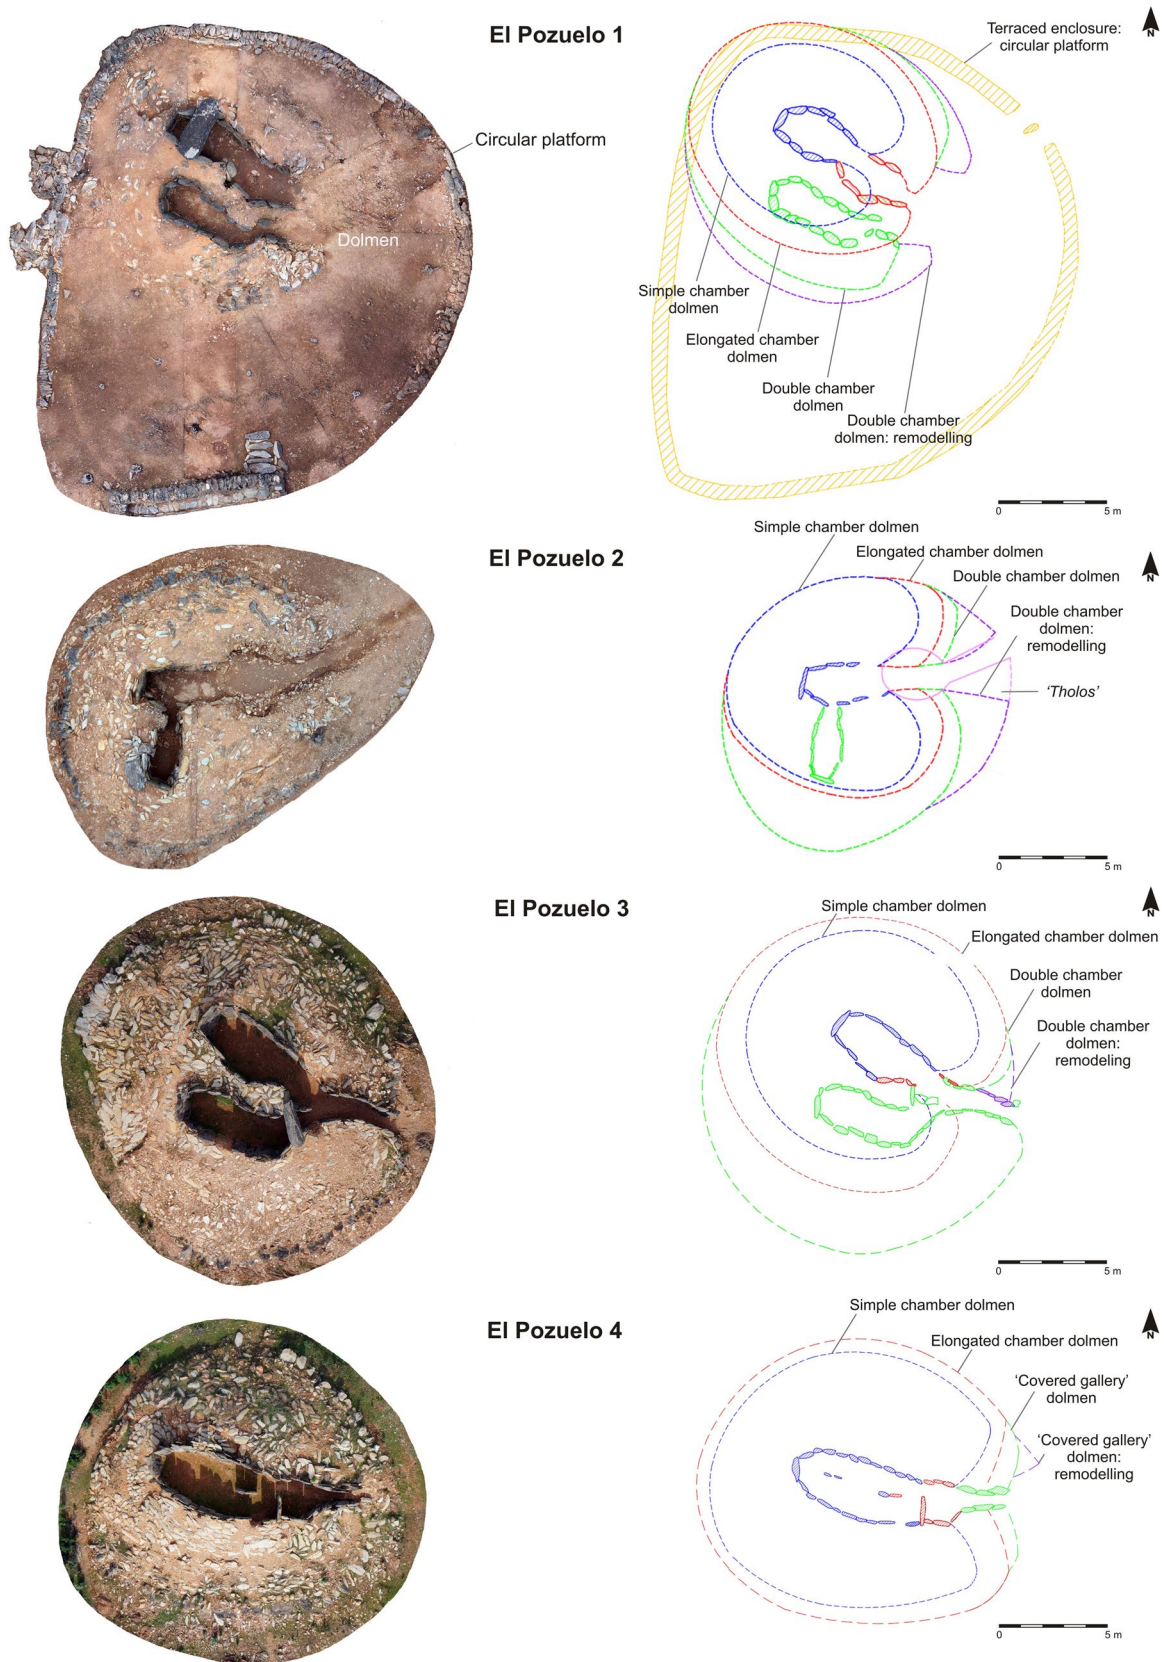 El Pozuelo 1
N
Terraced enclosure:
circular platform
Circular platform
Dolmen
Simple chamber
dolmen
Elongated chamber
dolmen
Double chamber
dolmen
Double chamber
dolmen: remodelling
0 5 m
El Pozuelo 2
N
Simple chamber dolmen
Elongated chamber dolmen
Double chamber dolmen
Double chamber
dolmen:
remodelling
'Tholos'
0 5 m
El Pozuelo 3
N
Simple chamber dolmen
Elongated chamber dolmen
Double chamber
dolmen
Double chamber
dolmen:
remodeling
0 5 m
El Pozuelo 4
N
Simple chamber dolmen
Elongated chamber dolmen
'Covered gallery'
dolmen
'Covered gallery'
dolmen:
remodelling
0 5 m